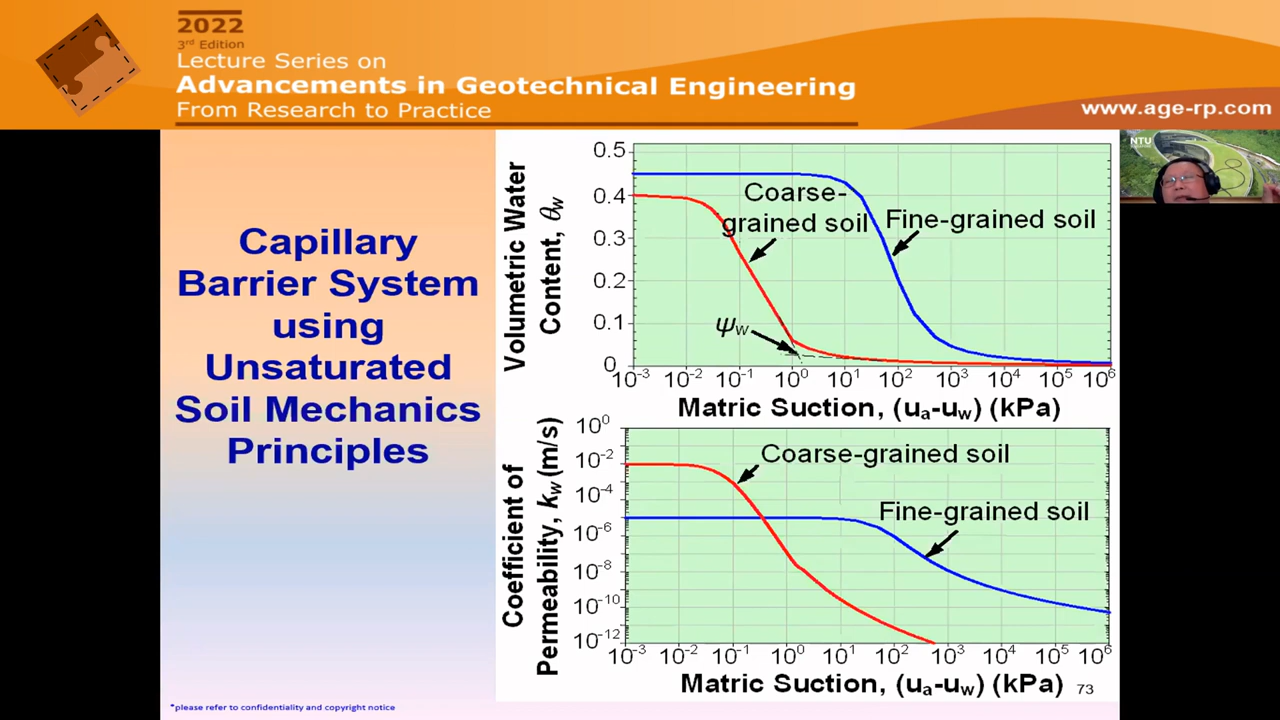 2022
3rd Edition
Lecture Series on
Advancements in Geotechnical Engineering
From Research to Practice
www.age-rp.com
NTU
Capillary
Barrier System
using
Unsaturated
Soil Mechanics
Principles
Volumetric Water
Content, θw
0.5
0.4
0.3
0.2
0.1
0
Coarse-
grained soil
Fine-grained soil
ψw
10⁻³ 10⁻² 10⁻¹ 10⁰ 10¹ 10² 10³ 10⁴ 10⁵ 10⁶
Matric Suction, (ua-uw) (kPa)
Coefficient of
Permeability, kw (m/s)
10⁰
10⁻²
10⁻⁴
10⁻⁶
10⁻⁸
10⁻¹⁰
10⁻¹²
Coarse-grained soil
Fine-grained soil
10⁻³ 10⁻² 10⁻¹ 10⁰ 10¹ 10² 10³ 10⁴ 10⁵ 10⁶
Matric Suction, (ua-uw) (kPa)
73
*please refer to confidentiality and copyright notice